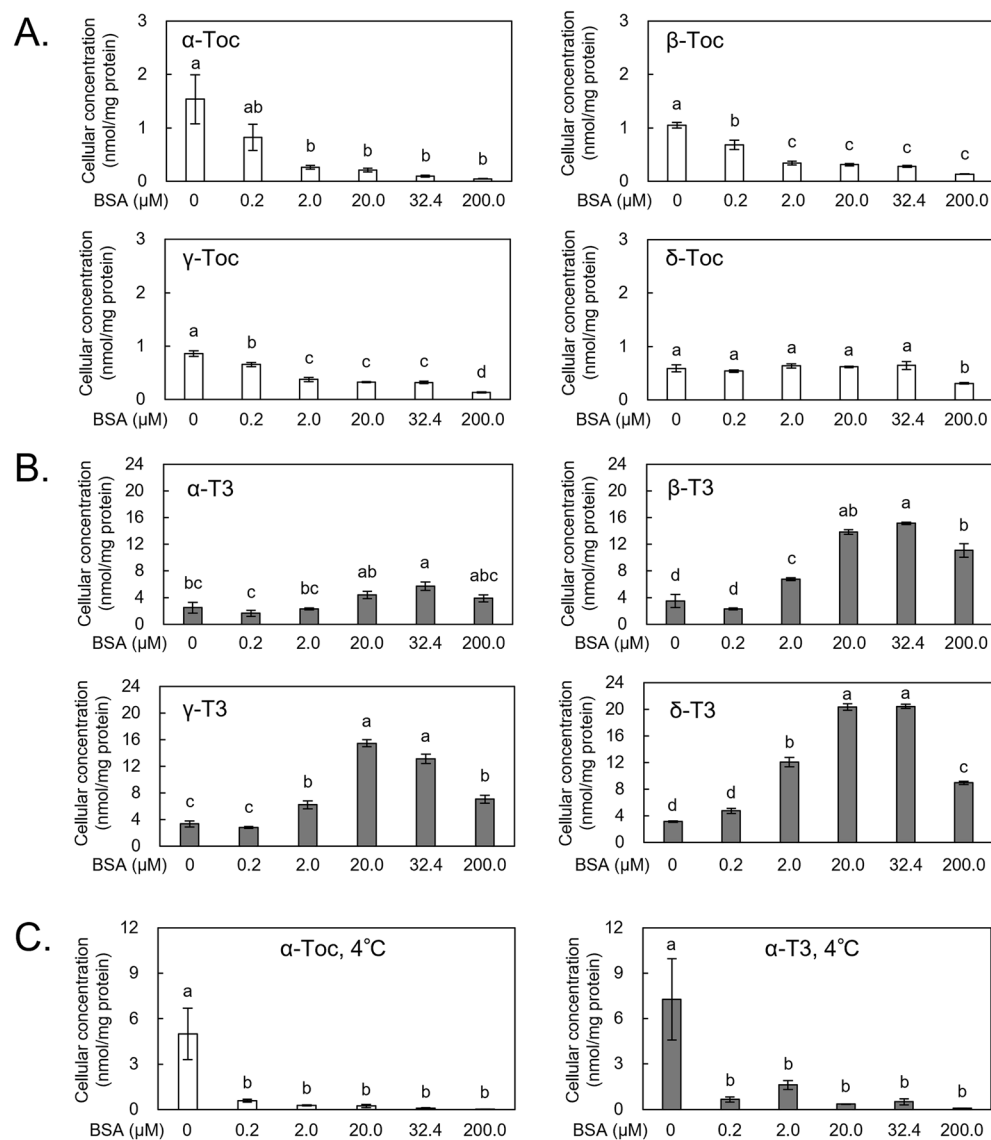 A.
α-Toc
Cellular concentration
(nmol/mg protein)
3
2
1
0
a
ab
b
b
b
b
BSA (μM) 0 0.2 2.0 20.0 32.4 200.0
β-Toc
Cellular concentration
(nmol/mg protein)
3
2
1
0
a
b
c
c
c
c
BSA (μM) 0 0.2 2.0 20.0 32.4 200.0
γ-Toc
Cellular concentration
(nmol/mg protein)
3
2
1
0
a
b
c
c
c
d
BSA (μM) 0 0.2 2.0 20.0 32.4 200.0
δ-Toc
Cellular concentration
(nmol/mg protein)
3
2
1
0
a
a
a
a
a
b
BSA (μM) 0 0.2 2.0 20.0 32.4 200.0
B.
α-T3
Cellular concentration
(nmol/mg protein)
24
20
16
12
8
4
0
bc
c
bc
ab
a
abc
BSA (μM) 0 0.2 2.0 20.0 32.4 200.0
β-T3
Cellular concentration
(nmol/mg protein)
24
20
16
12
8
4
0
d
d
c
ab
a
b
BSA (μM) 0 0.2 2.0 20.0 32.4 200.0
γ-T3
Cellular concentration
(nmol/mg protein)
24
20
16
12
8
4
0
c
c
b
a
a
b
BSA (μM) 0 0.2 2.0 20.0 32.4 200.0
δ-T3
Cellular concentration
(nmol/mg protein)
24
20
16
12
8
4
0
d
d
b
a
a
c
BSA (μM) 0 0.2 2.0 20.0 32.4 200.0
C.
α-Toc, 4˚C
Cellular concentration
(nmol/mg protein)
12
9
6
3
0
a
b
b
b
b
b
BSA (μM) 0 0.2 2.0 20.0 32.4 200.0
α-T3, 4˚C
Cellular concentration
(nmol/mg protein)
12
9
6
3
0
a
b
b
b
b
b
BSA (μM) 0 0.2 2.0 20.0 32.4 200.0